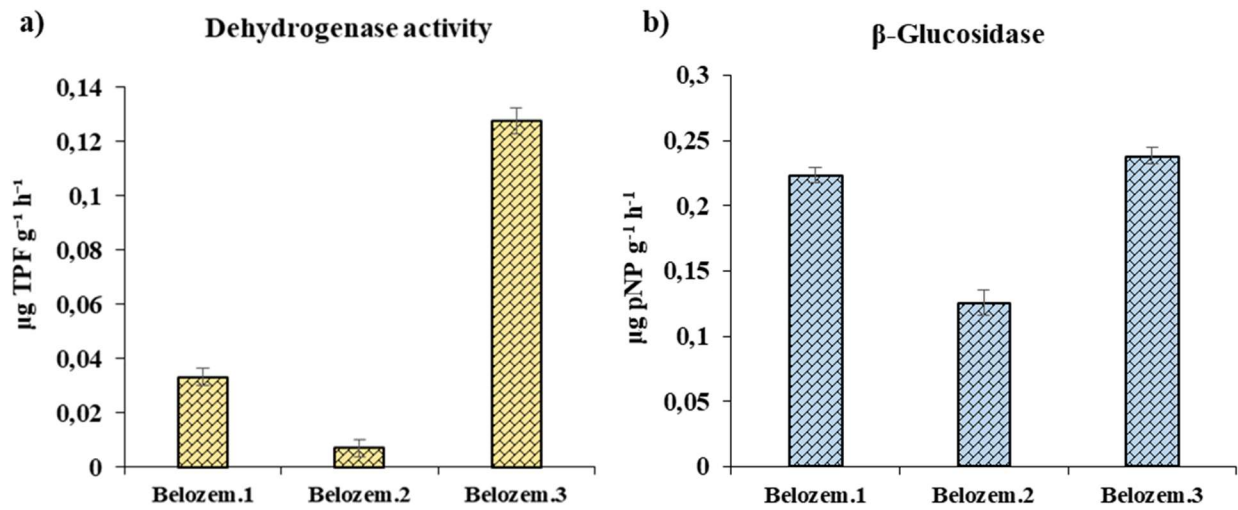 a)
Dehydrogenase activity
µg TPF g⁻¹ h⁻¹
0,14
0,12
0,1
0,08
0,06
0,04
0,02
0
Belozem.1 Belozem.2 Belozem.3
b)
β-Glucosidase
µg pNP g⁻¹ h⁻¹
0,3
0,25
0,2
0,15
0,1
0,05
0
Belozem.1 Belozem.2 Belozem.3